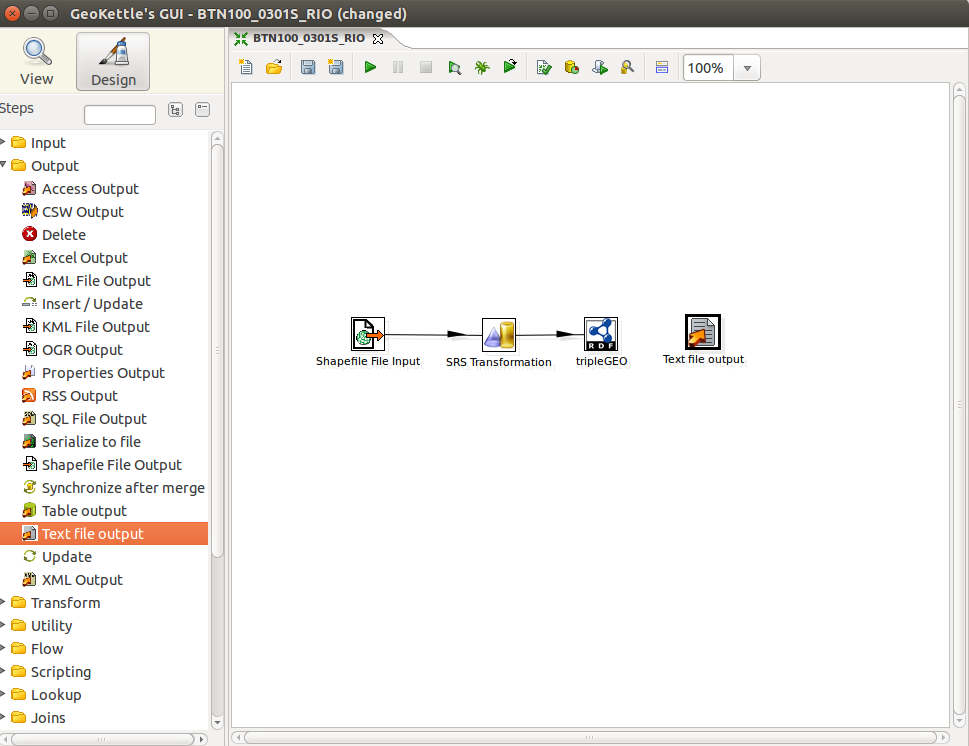 GeoKettle's GUI - BTN100_0301S_RIO (changed)
View
Design
BTN100_0301S_RIO
100%
Steps
Input
Output
Access Output
CSW Output
Delete
Excel Output
GML File Output
Insert / Update
KML File Output
OGR Output
Properties Output
RSS Output
SQL File Output
Serialize to file
Shapefile File Output
Synchronize after merge
Table output
Text file output
Update
XML Output
Transform
Utility
Flow
Scripting
Lookup
Joins
RDF
Shapefile File Input
SRS Transformation
tripleGEO
Text file output